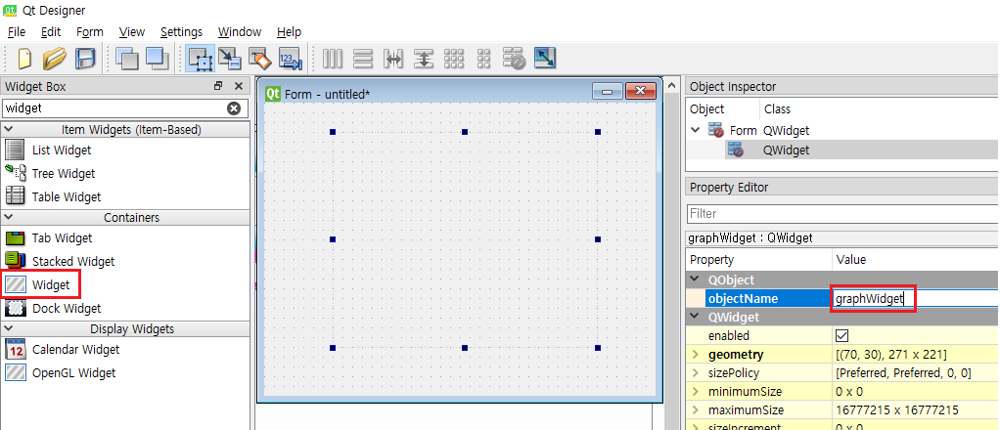 Qt Designer
File Edit Form View Settings Window Help
Widget Box
widget
Item Widgets (Item-Based)
List Widget
Tree Widget
Table Widget
Containers
Tab Widget
Stacked Widget
Widget
Dock Widget
Display Widgets
Calendar Widget
OpenGL Widget
Form - untitled*
Object Inspector
Object Class
Form QWidget
QWidget
Property Editor
Filter
graphWidget : QWidget
Property Value
QObject
objectName graphWidget
QWidget
enabled
geometry [(70, 30), 271 x 221]
sizePolicy [Preferred, Preferred, 0, 0]
minimumSize 0 x 0
maximumSize 16777215 x 16777215
sizeIncrement 0 x 0